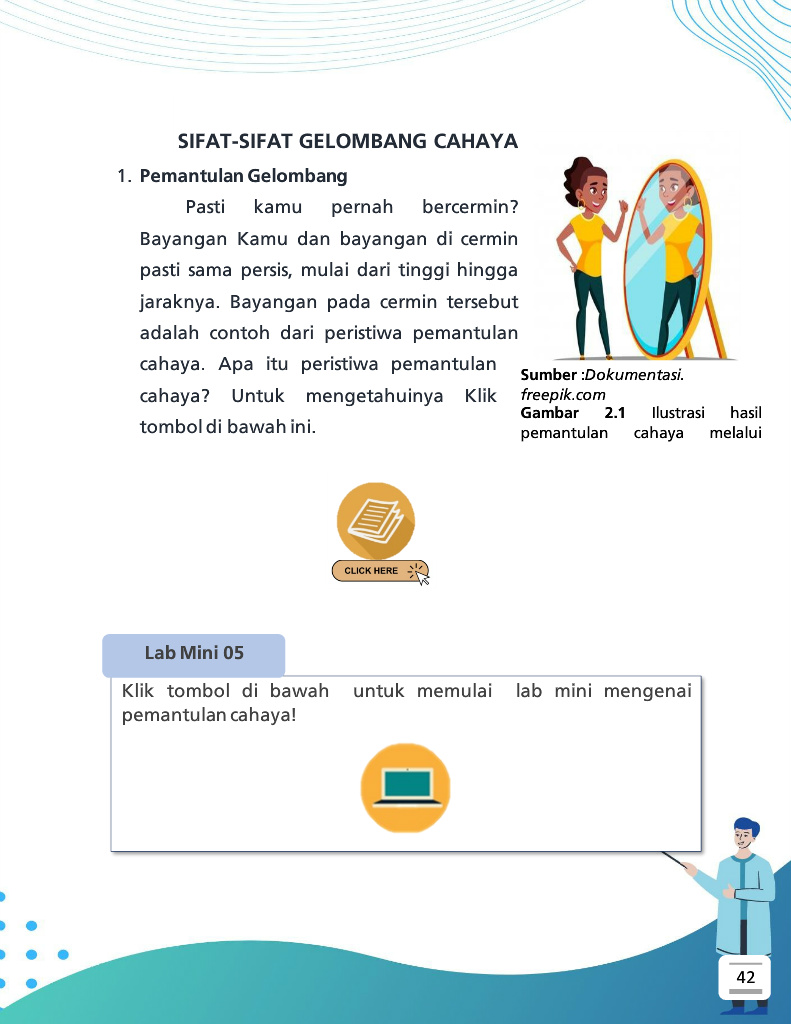 SIFAT-SIFAT GELOMBANG CAHAYA
1. Pemantulan Gelombang
Pasti kamu pernah bercermin?
Bayangan Kamu dan bayangan di cermin
pasti sama persis, mulai dari tinggi hingga
jaraknya. Bayangan pada cermin tersebut
adalah contoh dari peristiwa pemantulan
cahaya. Apa itu peristiwa pemantulan
cahaya? Untuk mengetahuinya Klik
tombol di bawah ini.
Sumber :Dokumentasi.
freepik.com
Gambar 2.1 Ilustrasi hasil
pemantulan cahaya melalui
CLICK HERE
Lab Mini 05
Klik tombol di bawah untuk memulai lab mini mengenai
pemantulan cahaya!
42